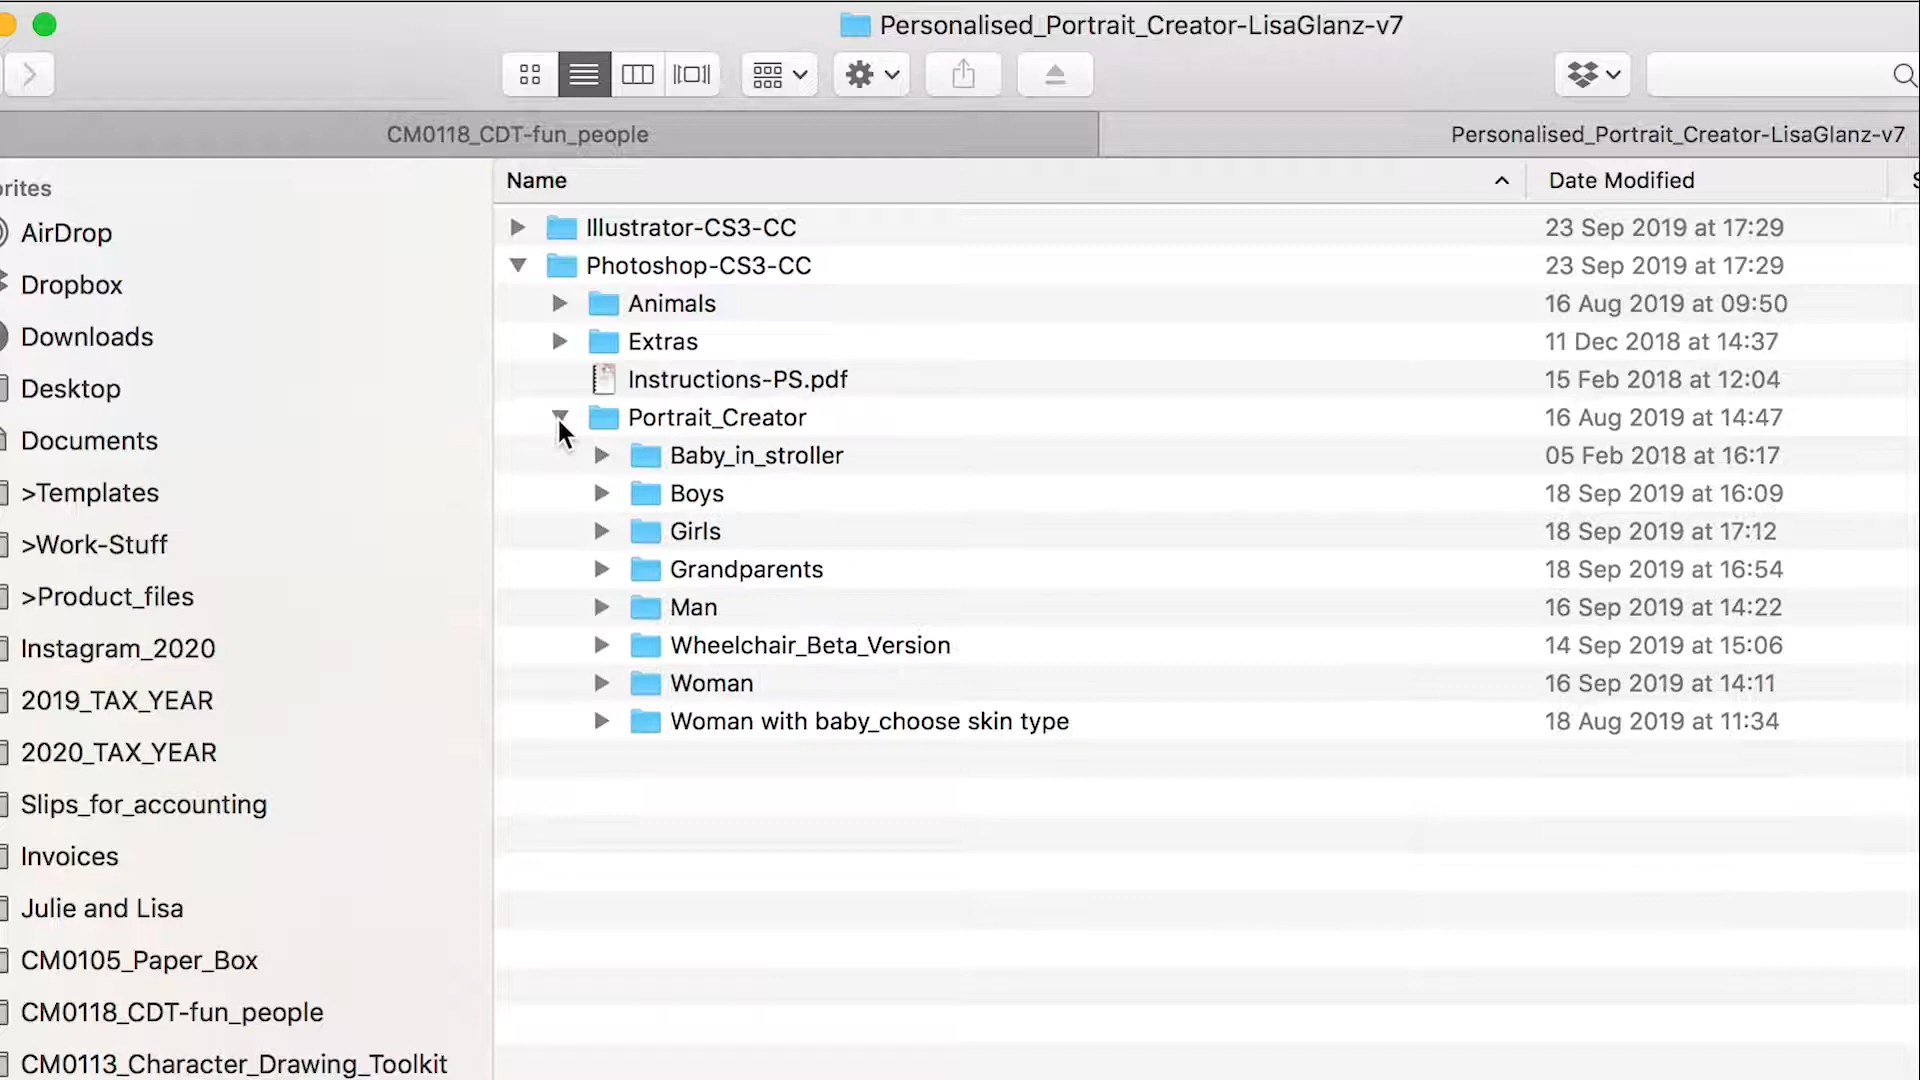 Personalised_Portrait_Creator-LisaGlanz-v7
CM0118_CDT-fun_people
Personalised_Portrait_Creator-LisaGlanz-v7
orites
AirDrop
Dropbox
Downloads
Desktop
Documents
>Templates
>Work-Stuff
>Product_files
Instagram_2020
2019_TAX_YEAR
2020_TAX_YEAR
Slips_for_accounting
Invoices
Julie and Lisa
CM0105_Paper_Box
CM0118_CDT-fun_people
CM0113_Character_Drawing_Toolkit
Name Date Modified S
Illustrator-CS3-CC 23 Sep 2019 at 17:29
Photoshop-CS3-CC 23 Sep 2019 at 17:29
Animals 16 Aug 2019 at 09:50
Extras 11 Dec 2018 at 14:37
Instructions-PS.pdf 15 Feb 2018 at 12:04
Portrait_Creator 16 Aug 2019 at 14:47
Baby_in_stroller 05 Feb 2018 at 16:17
Boys 18 Sep 2019 at 16:09
Girls 18 Sep 2019 at 17:12
Grandparents 18 Sep 2019 at 16:54
Man 16 Sep 2019 at 14:22
Wheelchair_Beta_Version 14 Sep 2019 at 15:06
Woman 16 Sep 2019 at 14:11
Woman with baby_choose skin type 18 Aug 2019 at 11:34